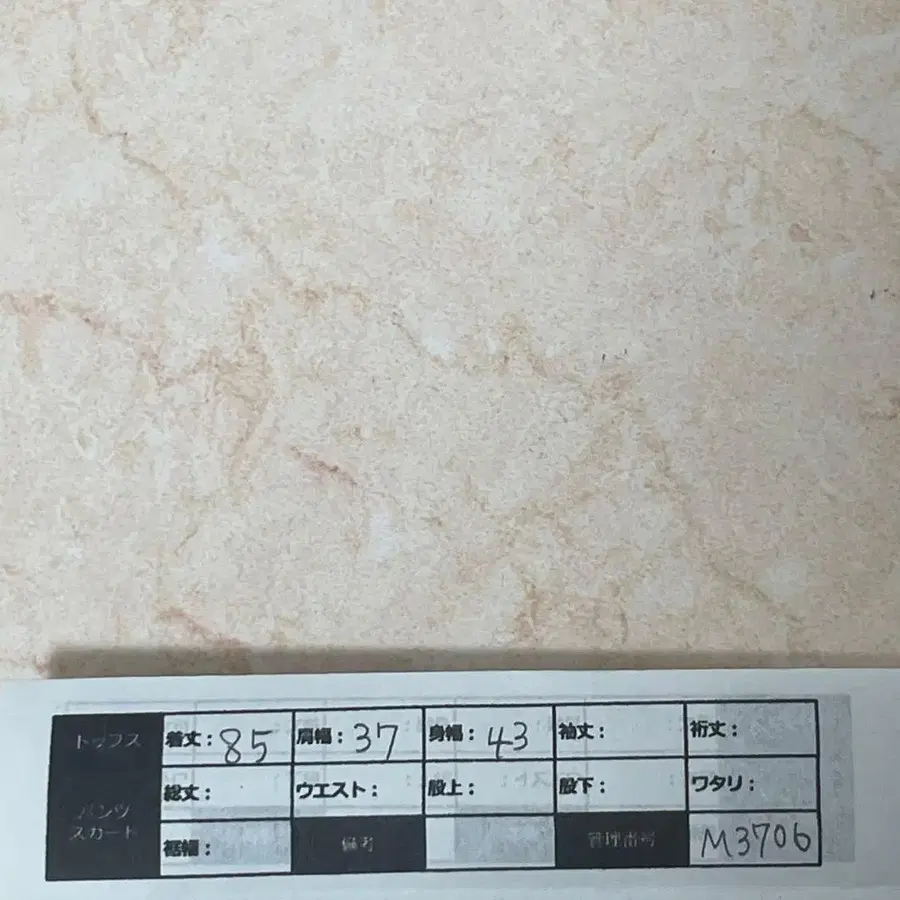 トップス 着丈：85 肩幅：37 身幅：43 袖丈： 裄丈：
パンツ スカート 総丈： ウエスト： 股上： 股下： ワタリ：
裾幅： 備考 管理番号 M3706